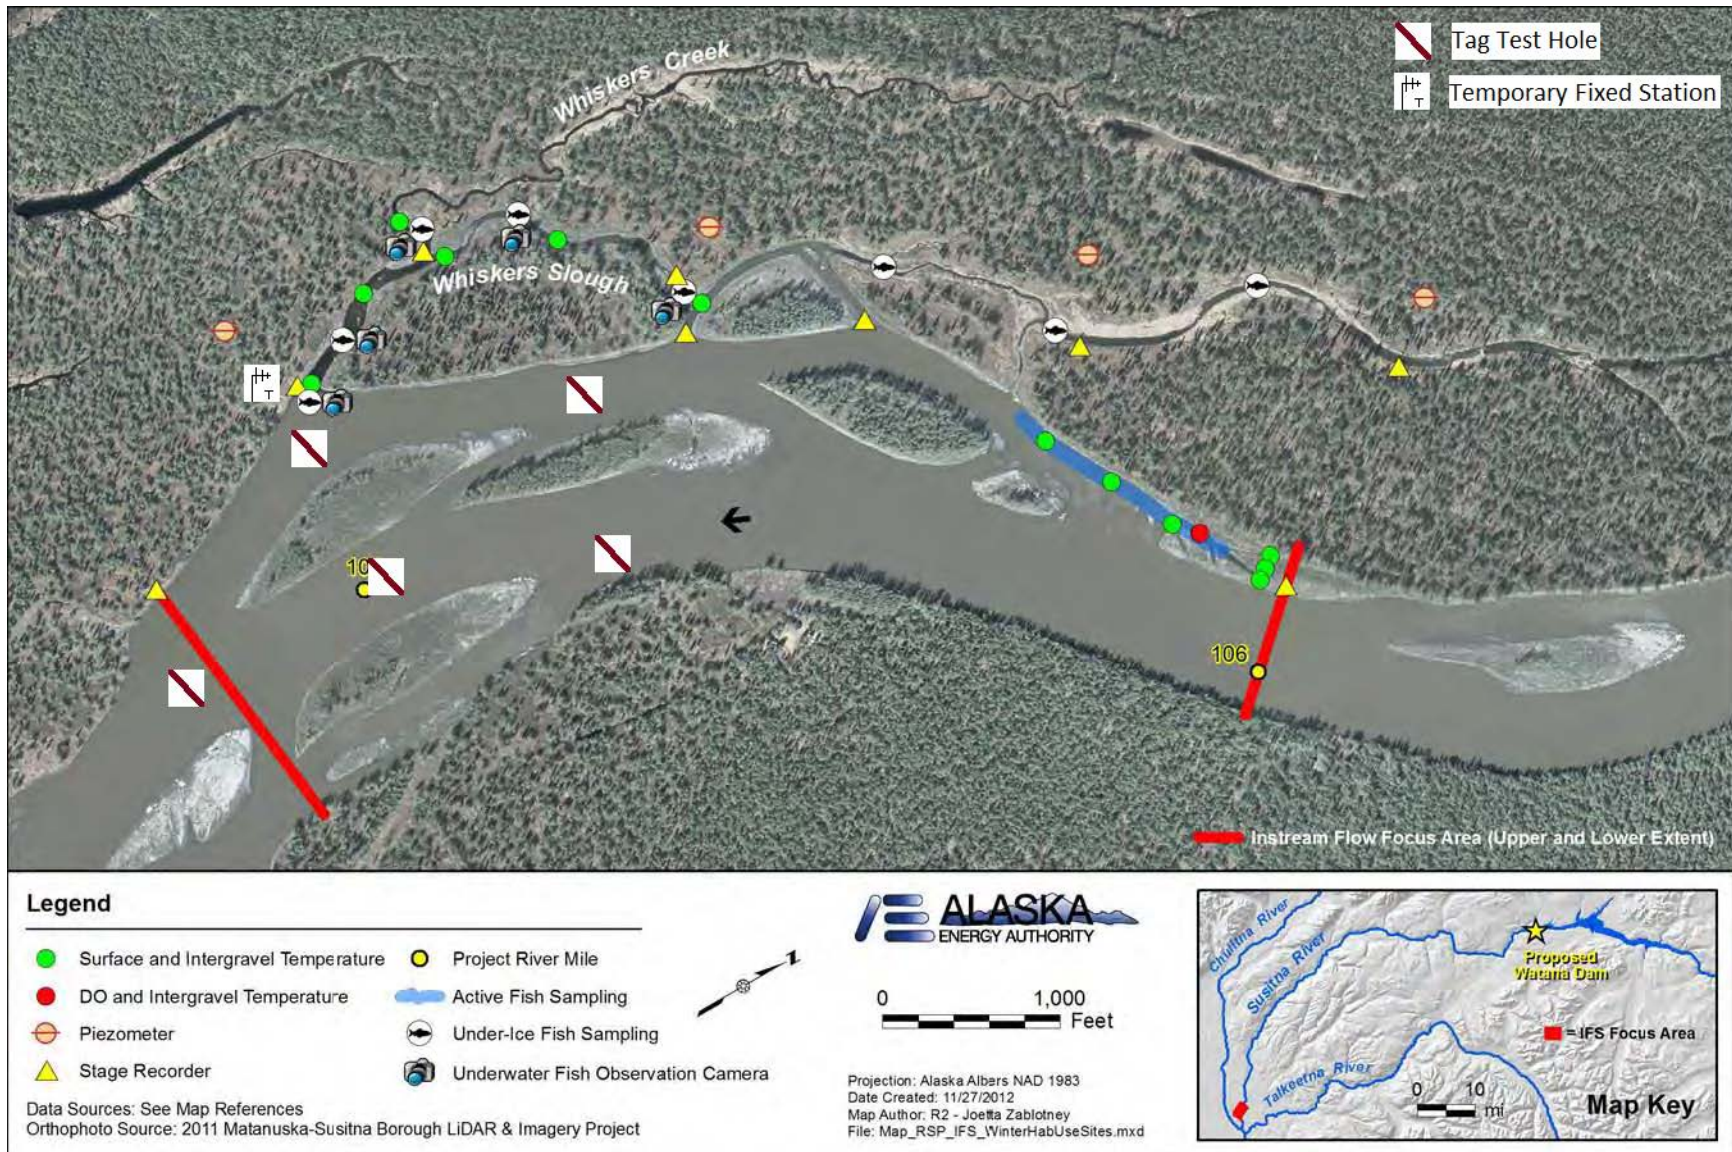 Tag Test Hole
T
Temporary Fixed Station
Whiskers Creek
Whiskers Slough
T
10
106
Instream Flow Focus Area (Upper and Lower Extent)
Legend
Surface and Intergravel Temperature
DO and Intergravel Temperature
Piezometer
Stage Recorder
Project River Mile
Active Fish Sampling
Under-Ice Fish Sampling
Underwater Fish Observation Camera
Data Sources: See Map References
Orthophoto Source: 2011 Matanuska-Susitna Borough LiDAR & Imagery Project
ALASKA
ENERGY AUTHORITY
0 1,000
Feet
Projection: Alaska Albers NAD 1983
Date Created: 11/27/2012
Map Author: R2 - Joetta Zablotney
File: Map_RSP_IFS_WinterHabUseSites.mxd
Chulitna River
Susitna River
Proposed
Watana Dam
= IFS Focus Area
Talkeetna River
0 10
mi
Map Key